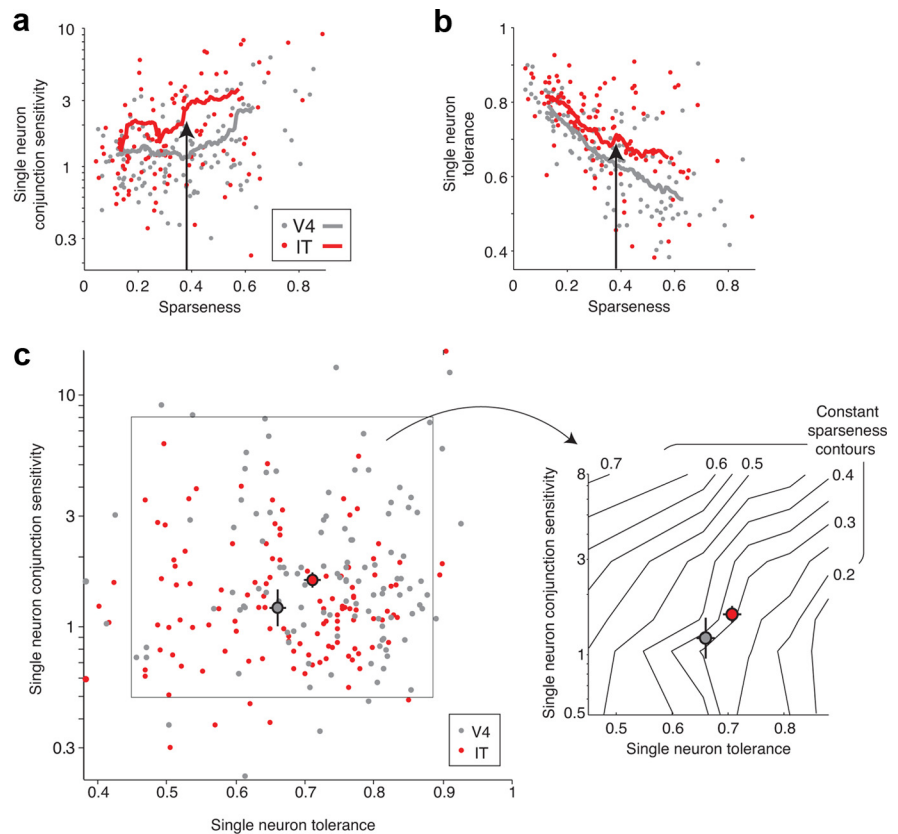 a
10
3
1
0.3
Single neuron
conjunction sensitivity
V4
IT
0
0.2
0.4
0.6
0.8
Sparseness
b
1
0.8
0.6
0.4
Single neuron
tolerance
0
0.2
0.4
0.6
0.8
Sparseness
c
10
3
1
0.3
Single neuron conjunction sensitivity
V4
IT
0.4
0.5
0.6
0.7
0.8
0.9
1
Single neuron tolerance
Constant
sparseness
contours
0.7
0.6
0.5
0.4
0.3
0.2
8
3
1
0.5
Single neuron conjunction sensitivity
0.5
0.6
0.7
0.8
Single neuron tolerance